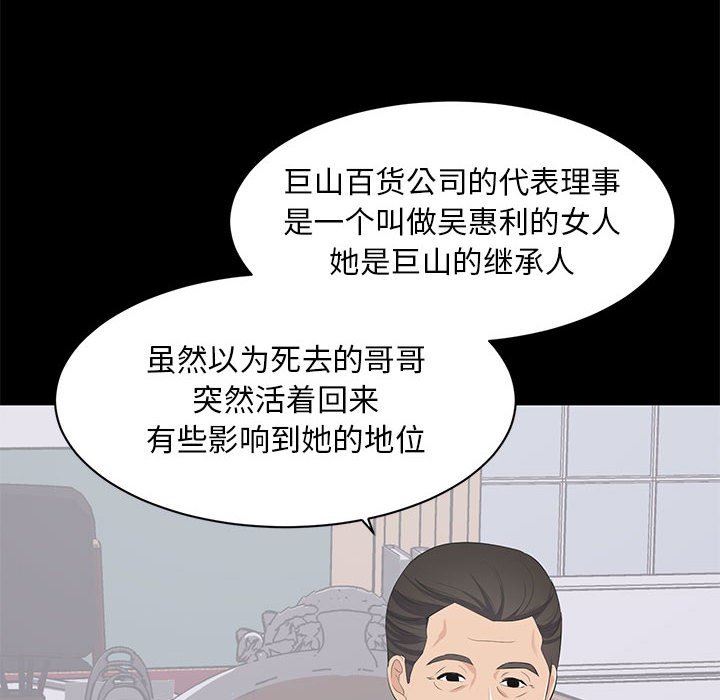 巨山百货公司的代表理事
是一个叫做吴惠利的女人
她是巨山的继承人
虽然以为死去的哥哥
突然活着回来
有些影响到她的地位